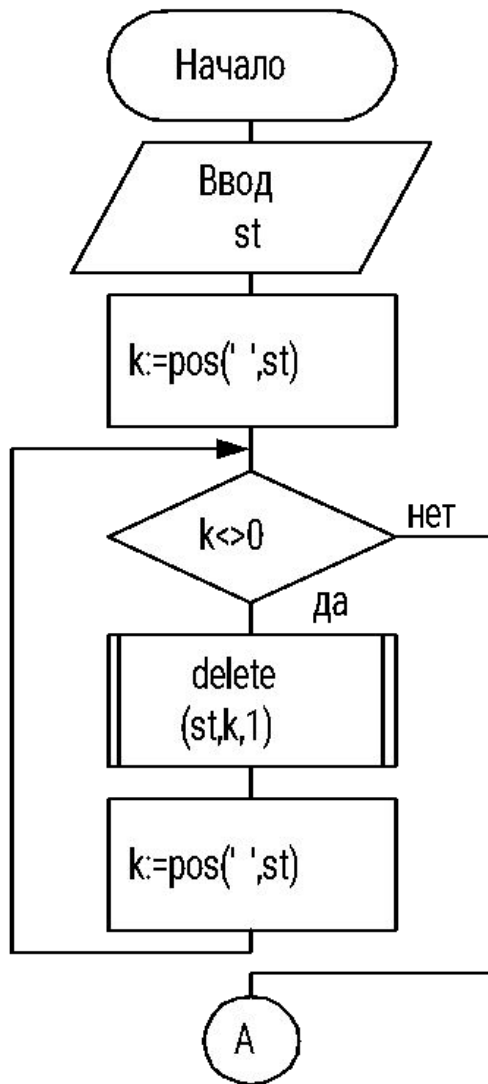 Начало
Ввод
st
k:=pos(' ',st)
k<>0
нет
да
delete
(st,k,1)
k:=pos(' ',st)
A